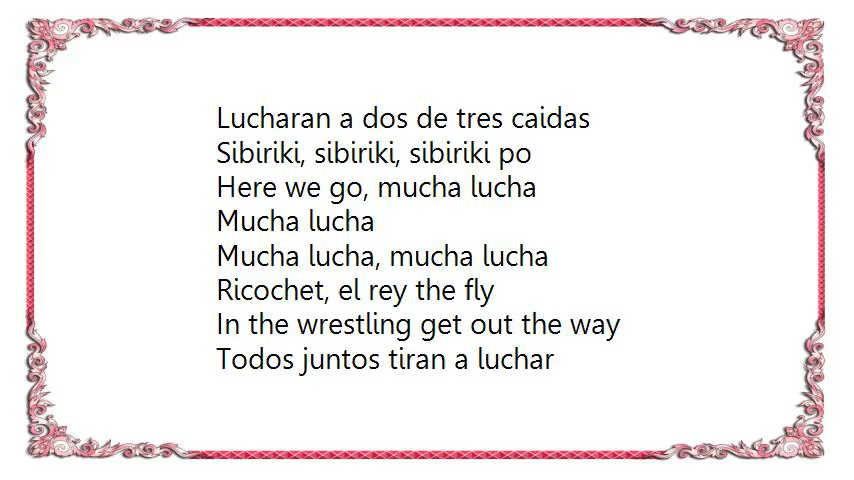 Lucharan a dos de tres caidas
Sibiriki, sibiriki, sibiriki po
Here we go, mucha lucha
Mucha lucha
Mucha lucha, mucha lucha
Ricochet, el rey the fly
In the wrestling get out the way
Todos juntos tiran a luchar